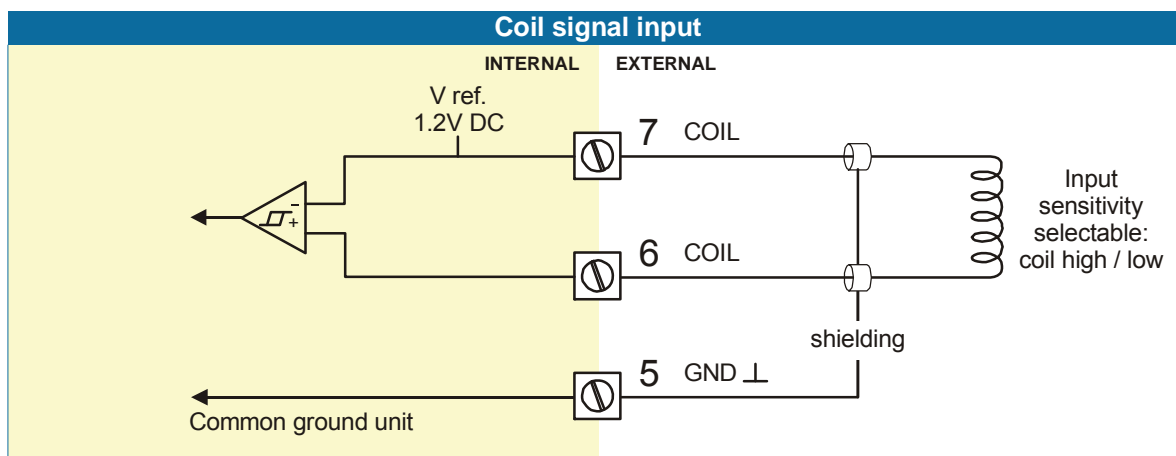 Coil signal input
INTERNAL EXTERNAL
V ref.
1.2V DC
7 COIL
-
+
6 COIL
Input
sensitivity
selectable:
coil high / low
shielding
5 GND ⊥
Common ground unit